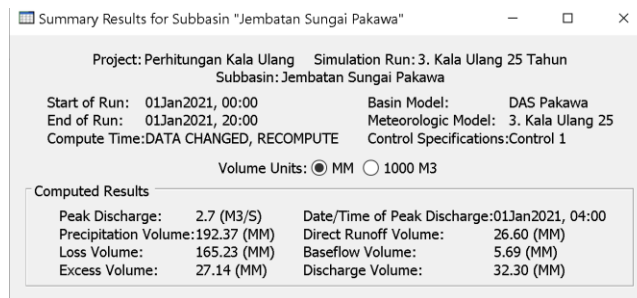 Summary Results for Subbasin "Jembatan Sungai Pakawa"
Project: Perhitungan Kala Ulang Simulation Run: 3. Kala Ulang 25 Tahun
Subbasin: Jembatan Sungai Pakawa
Start of Run: 01Jan2021, 00:00 Basin Model: DAS Pakawa
End of Run: 01Jan2021, 20:00 Meteorologic Model: 3. Kala Ulang 25
Compute Time:DATA CHANGED, RECOMPUTE Control Specifications:Control 1
Volume Units: MM 1000 M3
Computed Results
Peak Discharge: 2.7 (M3/S) Date/Time of Peak Discharge:01Jan2021, 04:00
Precipitation Volume:192.37 (MM) Direct Runoff Volume: 26.60 (MM)
Loss Volume: 165.23 (MM) Baseflow Volume: 5.69 (MM)
Excess Volume: 27.14 (MM) Discharge Volume: 32.30 (MM)